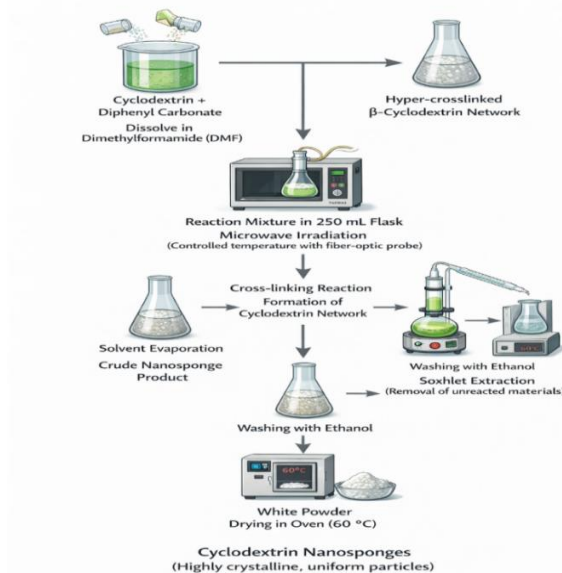 Cyclodextrin +
Diphenyl Carbonate
Dissolve in
Dimethylformamide (DMF)
Hyper-crosslinked
β-Cyclodextrin Network
Reaction Mixture in 250 mL Flask
Microwave Irradiation
(Controlled temperature with fiber-optic probe)
Cross-linking Reaction
Formation of
Cyclodextrin Network
Solvent Evaporation
Crude Nanosponge
Product
Washing with Ethanol
Soxhlet Extraction
(Removal of unreacted materials)
Washing with Ethanol
60°C
White Powder
Drying in Oven (60 °C)
Cyclodextrin Nanosponges
(Highly crystalline, uniform particles)